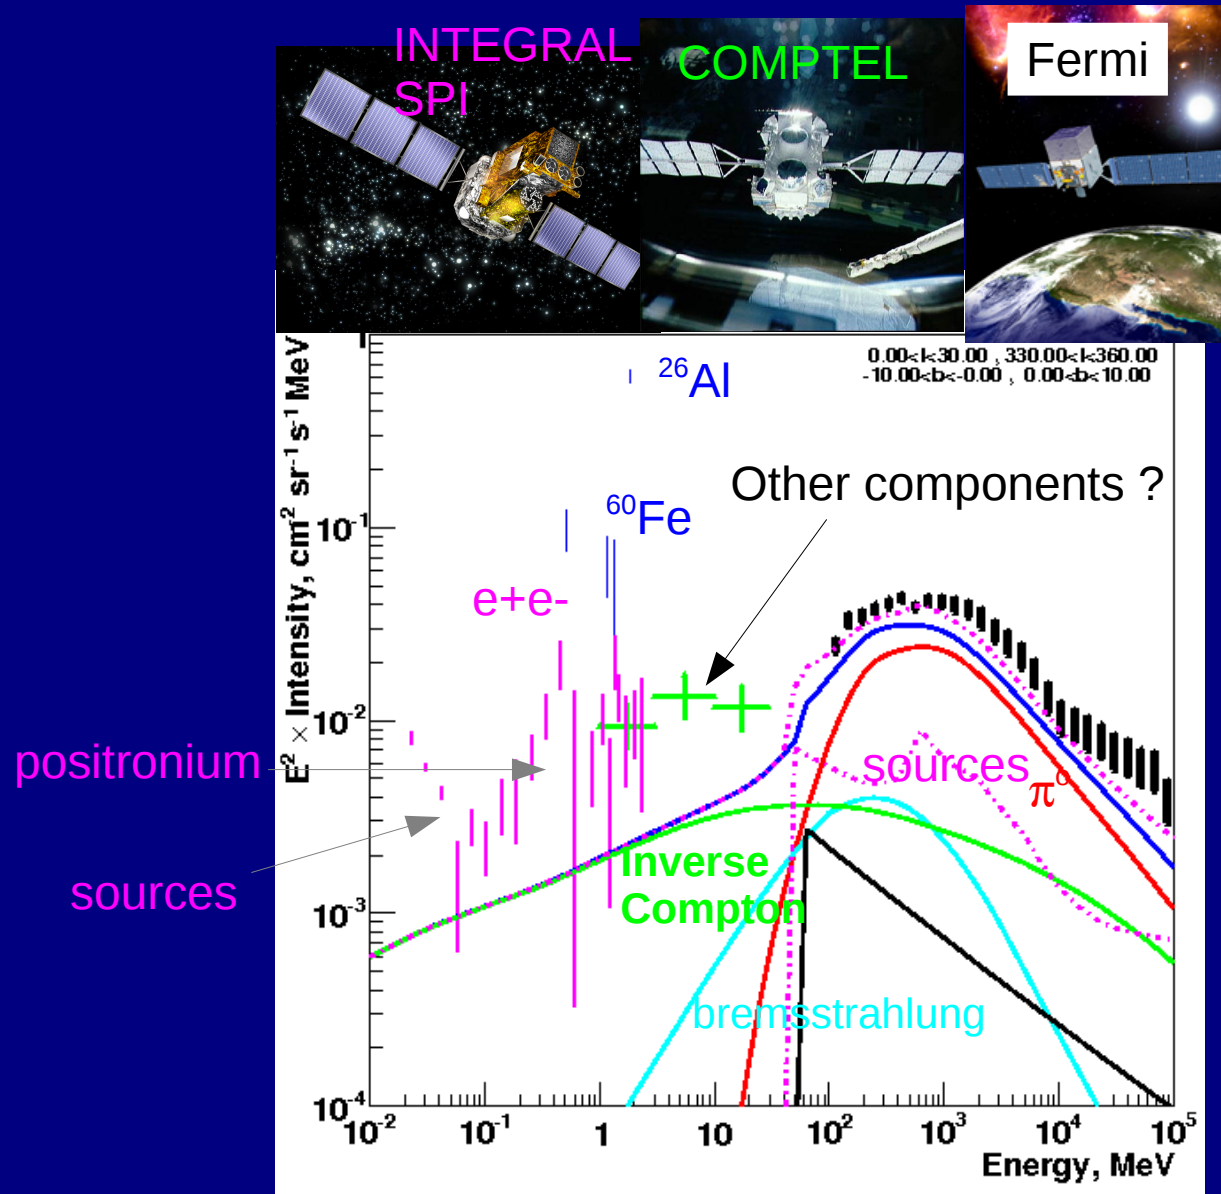 INTEGRAL
SPI
COMPTEL
Fermi
0.00<l<30.00 , 330.00<l<360.00
-10.00<b<-0.00 , 0.00<b<10.00
²⁶Al
Other components ?
⁶⁰Fe
e+e-
positronium
sources
sources
π⁰
Inverse
Compton
bremsstrahlung
E² × Intensity, cm⁻² sr⁻¹ s⁻¹ MeV
1
10⁻¹
10⁻²
10⁻³
10⁻⁴
10⁻² 10⁻¹ 1 10 10² 10³ 10⁴ 10⁵
Energy, MeV